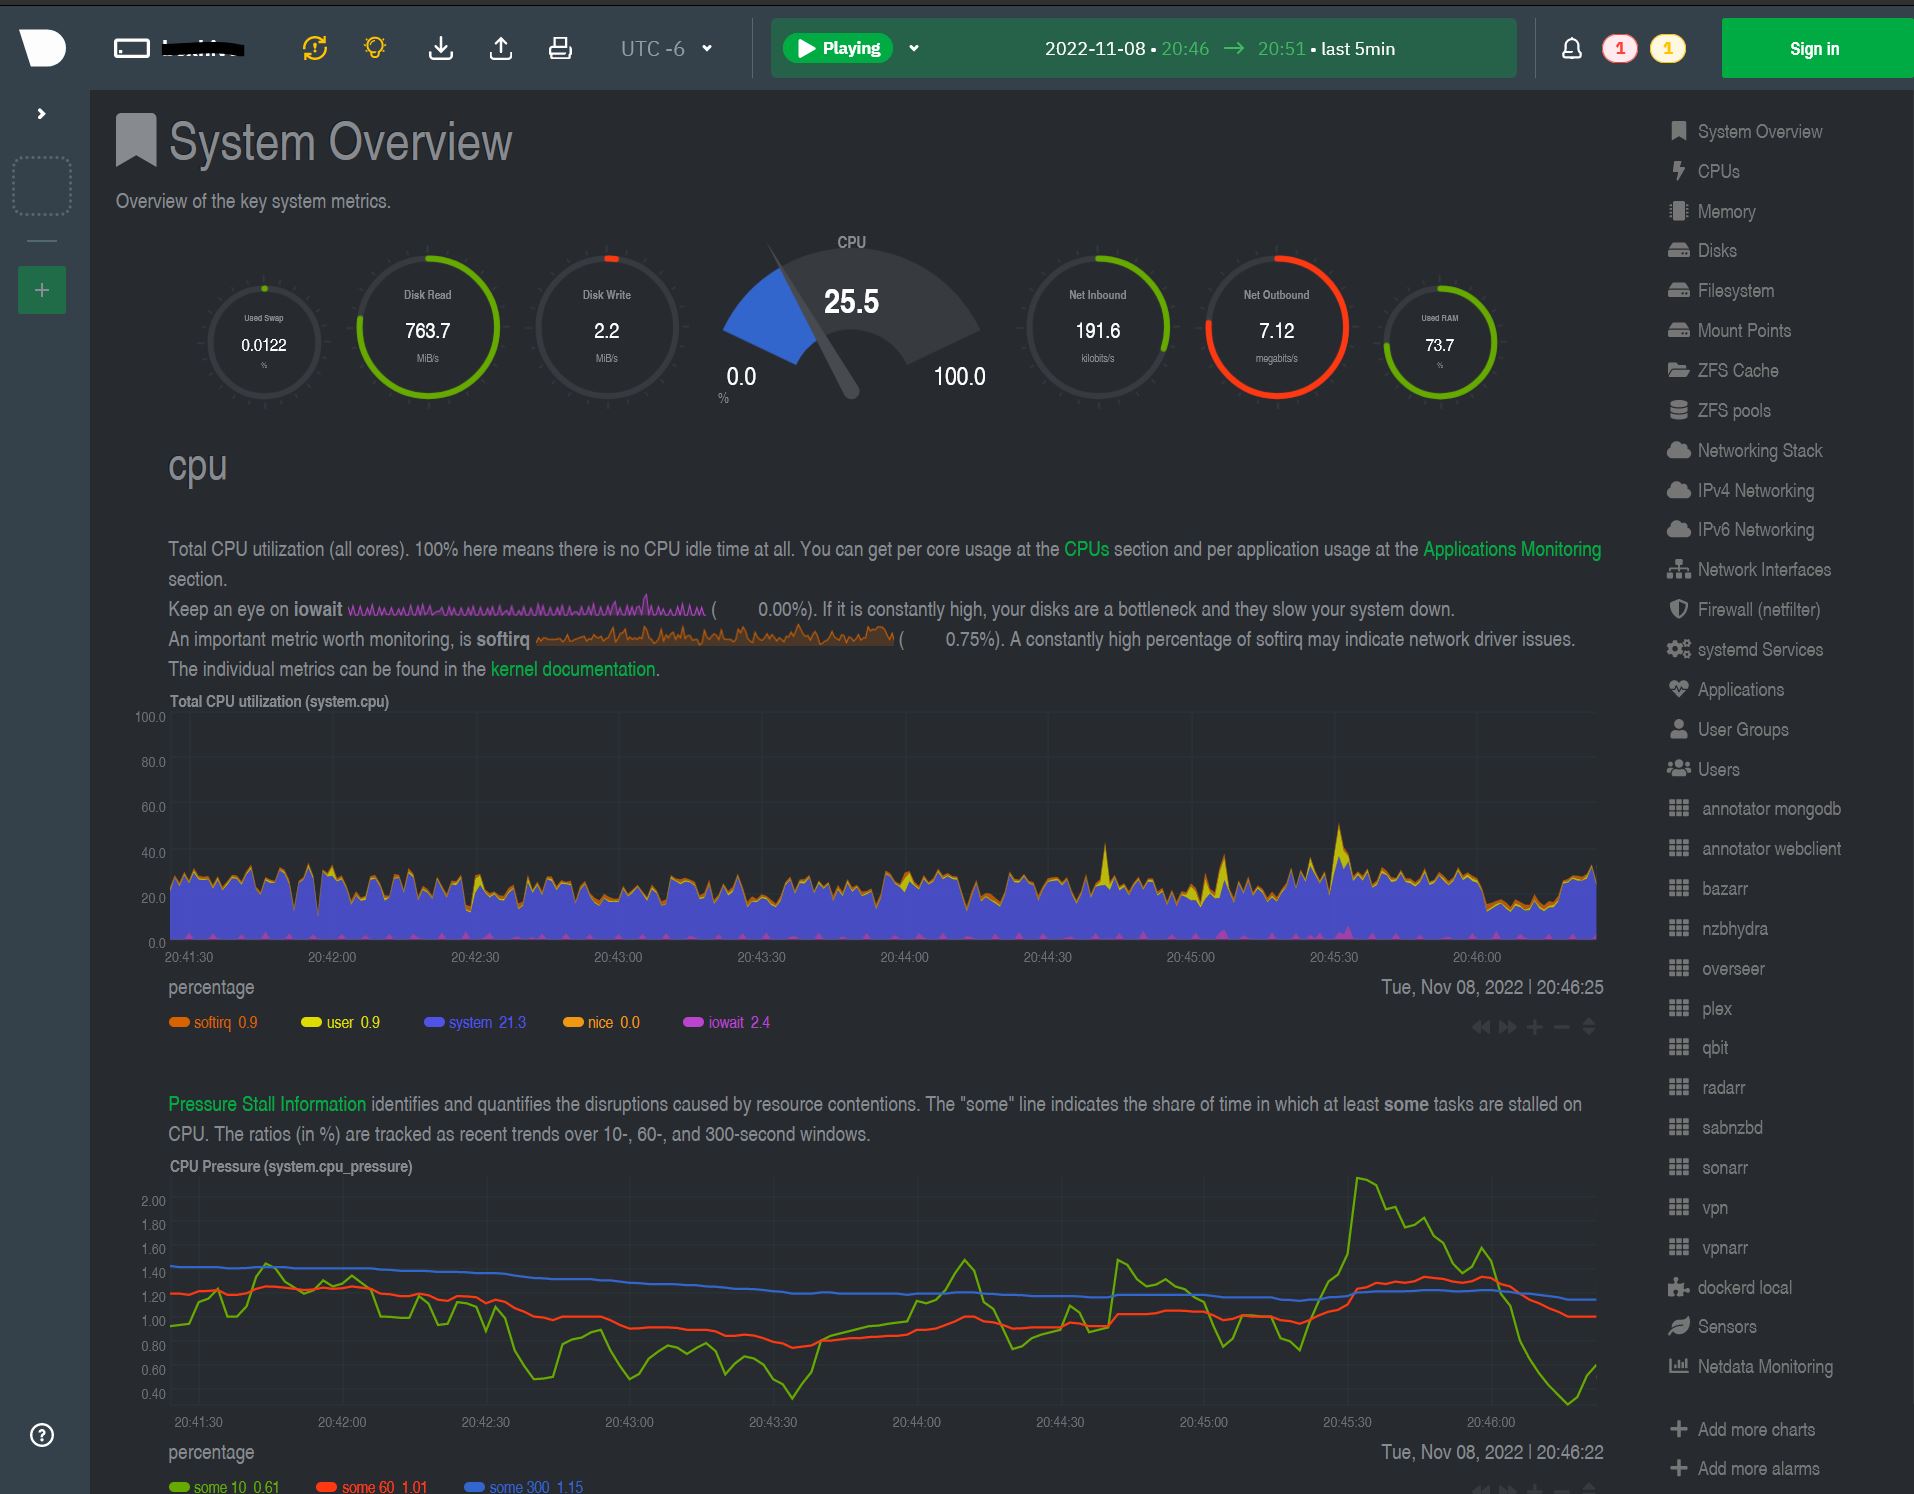 UTC -6
Playing
2022-11-08 • 20:46 → 20:51 • last 5min
1
1
Sign in
System Overview
Overview of the key system metrics.
Used Swap
0.0122
%
Disk Read
763.7
MiB/s
Disk Write
2.2
MiB/s
CPU
25.5
0.0
100.0
%
Net Inbound
191.6
kilobits/s
Net Outbound
7.12
megabits/s
Used RAM
73.7
%
cpu
Total CPU utilization (all cores). 100% here means there is no CPU idle time at all. You can get per core usage at the CPUs section and per application usage at the Applications Monitoring
section.
Keep an eye on iowait ( 0.00%). If it is constantly high, your disks are a bottleneck and they slow your system down.
An important metric worth monitoring, is softirq ( 0.75%). A constantly high percentage of softirq may indicate network driver issues.
The individual metrics can be found in the kernel documentation.
Total CPU utilization (system.cpu)
100.0
80.0
60.0
40.0
20.0
0.0
20:41:30 20:42:00 20:42:30 20:43:00 20:43:30 20:44:00 20:44:30 20:45:00 20:45:30 20:46:00
percentage
Tue, Nov 08, 2022 | 20:46:25
softirq 0.9 user 0.9 system 21.3 nice 0.0 iowait 2.4
Pressure Stall Information identifies and quantifies the disruptions caused by resource contentions. The "some" line indicates the share of time in which at least some tasks are stalled on
CPU. The ratios (in %) are tracked as recent trends over 10-, 60-, and 300-second windows.
CPU Pressure (system.cpu_pressure)
2.00
1.80
1.60
1.40
1.20
1.00
0.80
0.60
0.40
20:41:30 20:42:00 20:42:30 20:43:00 20:43:30 20:44:00 20:44:30 20:45:00 20:45:30 20:46:00
percentage
Tue, Nov 08, 2022 | 20:46:22
some 10 0.61 some 60 1.01 some 300 1.15
System Overview
CPUs
Memory
Disks
Filesystem
Mount Points
ZFS Cache
ZFS pools
Networking Stack
IPv4 Networking
IPv6 Networking
Network Interfaces
Firewall (netfilter)
systemd Services
Applications
User Groups
Users
annotator mongodb
annotator webclient
bazarr
nzbhydra
overseer
plex
qbit
radarr
sabnzbd
sonarr
vpn
vpnarr
dockerd local
Sensors
Netdata Monitoring
Add more charts
Add more alarms